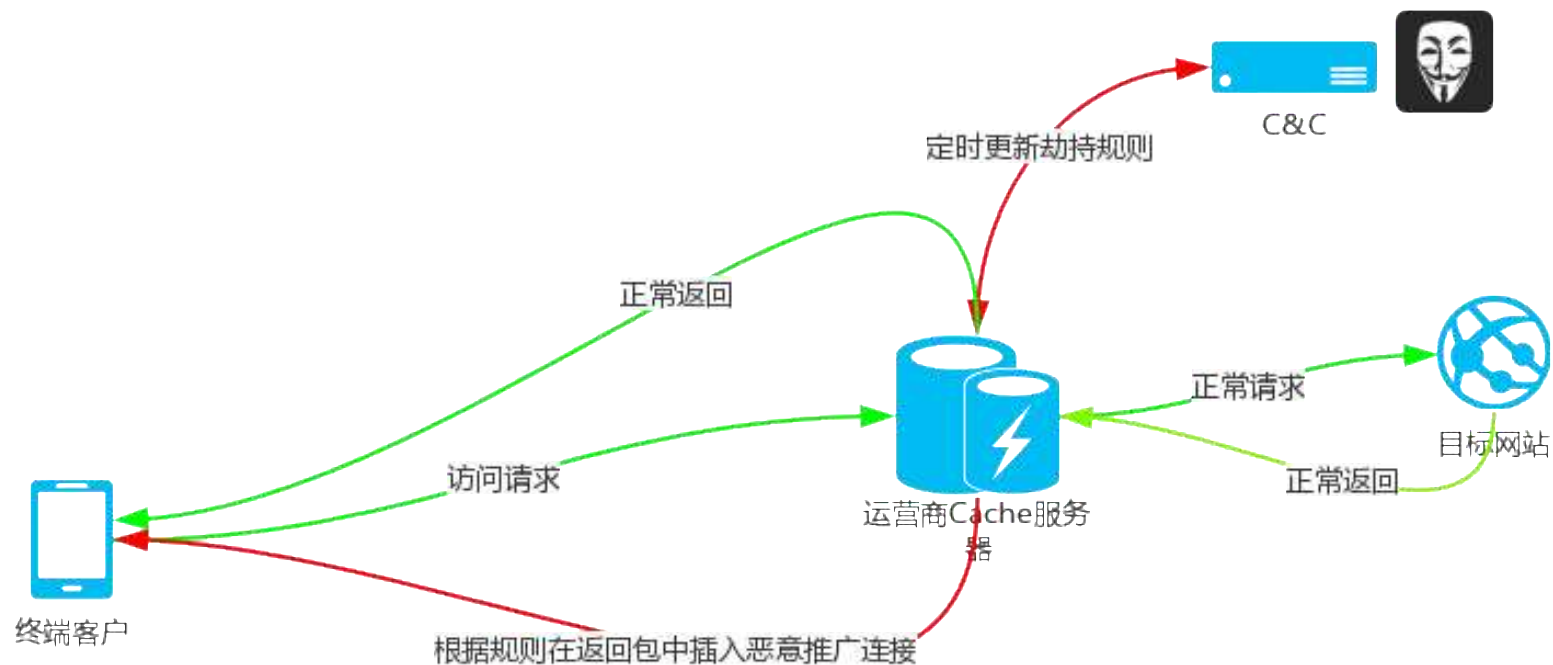 C&C
定时更新劫持规则
正常返回
正常请求
目标网站
访问请求
正常返回
运营商Cache服务
器
终端客户
根据规则在返回包中插入恶意推广连接